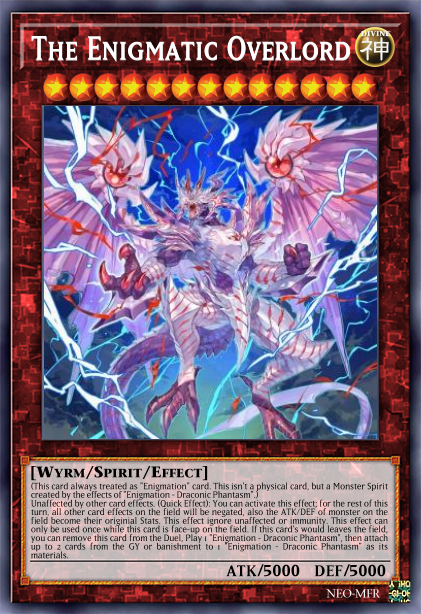 THE ENIGMATIC OVERLORD
DIVINE
神
[WYRM/SPIRIT/EFFECT]
(This card always treated as "Enigmation" card. This isn't a physical card, but a Monster Spirit
created by the effects of "Enigmation - Draconic Phantasm".)
Unaffected by other card effects. (Quick Effect): You can activate this effect; for the rest of this
turn, all other card effects on the field will be negated, also the ATK/DEF of monster on the
field become their originial Stats. This effect ignore unaffected or immunity. This effect can
only be used once while this card is face-up on the field. If this card's would leaves the field,
you can remove this card from the Duel, Play 1 "Enigmation - Draconic Phantasm", then attach
up to 2 cards from the GY or banishment to 1 "Enigmation - Draconic Phantasm" as its
materials.
ATK/5000 DEF/5000
NEO-MFR